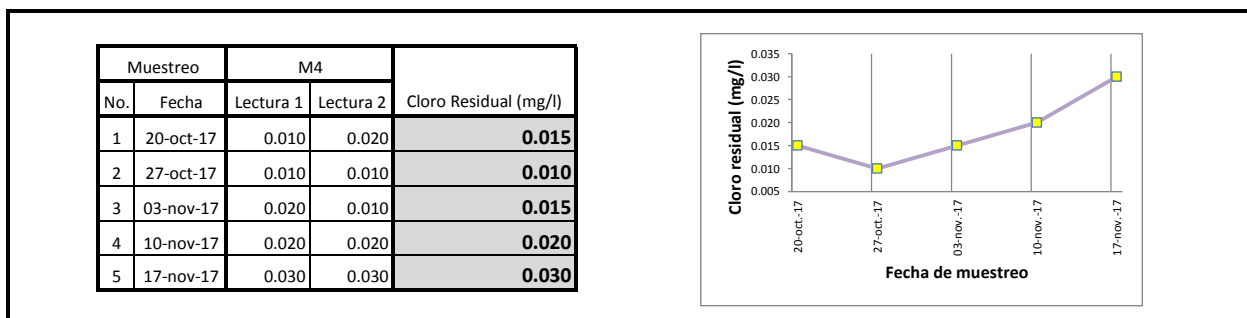 Muestreo M4
No. Fecha Lectura 1 Lectura 2 Cloro Residual (mg/l)
1 20-oct-17 0.010 0.020 0.015
2 27-oct-17 0.010 0.010 0.010
3 03-nov-17 0.020 0.010 0.015
4 10-nov-17 0.020 0.020 0.020
5 17-nov-17 0.030 0.030 0.030
Cloro residual (mg/l)
0.035
0.030
0.025
0.020
0.015
0.010
0.005
20-oct.-17
27-oct.-17
03-nov.-17
10-nov.-17
17-nov.-17
Fecha de muestreo